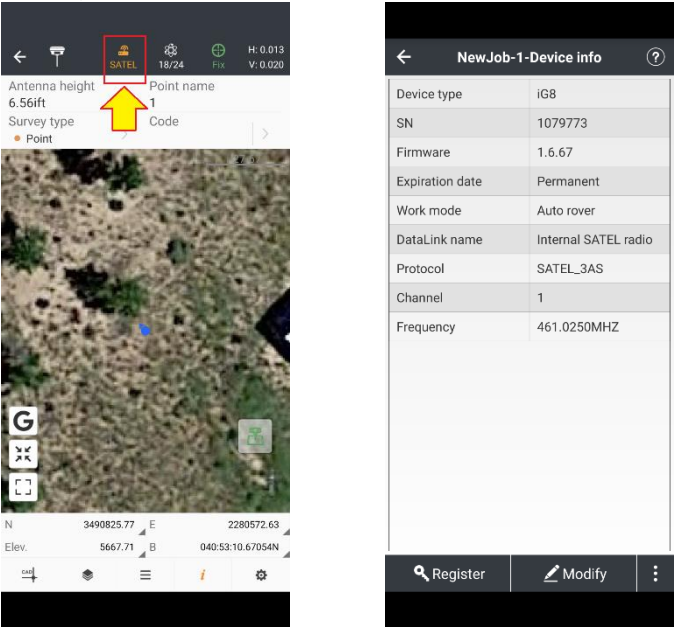 SATEL
18/24
Fix
H: 0.013
V: 0.020
Antenna height
6.56ift
Point name
1
Survey type
Point
Code
G
N 3490825.77 E 2280572.63
Elev. 5667.71 B 040:53:10.67054N
CAD
i
NewJob-1-Device info
?
Device type iG8
SN 1079773
Firmware 1.6.67
Expiration date Permanent
Work mode Auto rover
DataLink name Internal SATEL radio
Protocol SATEL_3AS
Channel 1
Frequency 461.0250MHZ
Register
Modify